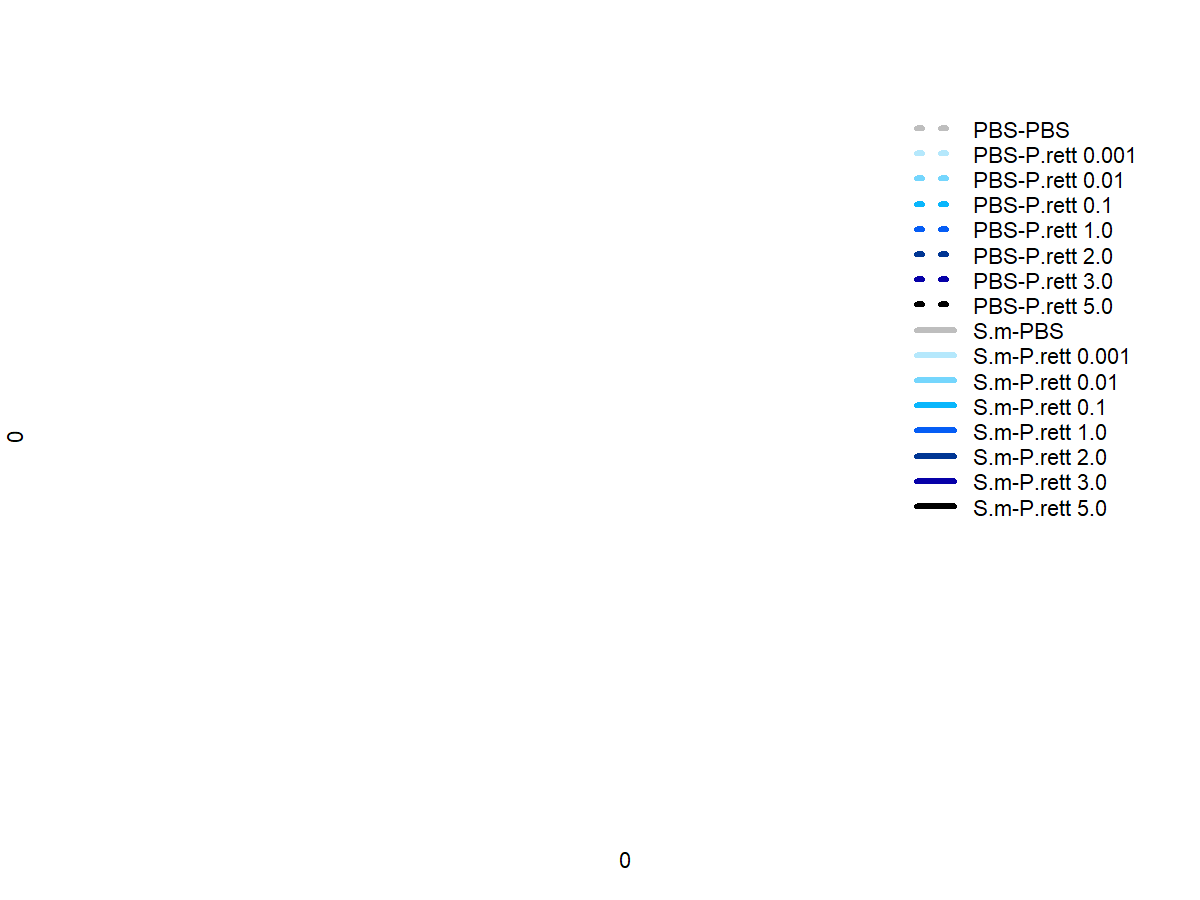 PBS-PBS
PBS-P.rett 0.001
PBS-P.rett 0.01
PBS-P.rett 0.1
PBS-P.rett 1.0
PBS-P.rett 2.0
PBS-P.rett 3.0
PBS-P.rett 5.0
S.m-PBS
S.m-P.rett 0.001
S.m-P.rett 0.01
S.m-P.rett 0.1
S.m-P.rett 1.0
S.m-P.rett 2.0
S.m-P.rett 3.0
S.m-P.rett 5.0
0
0